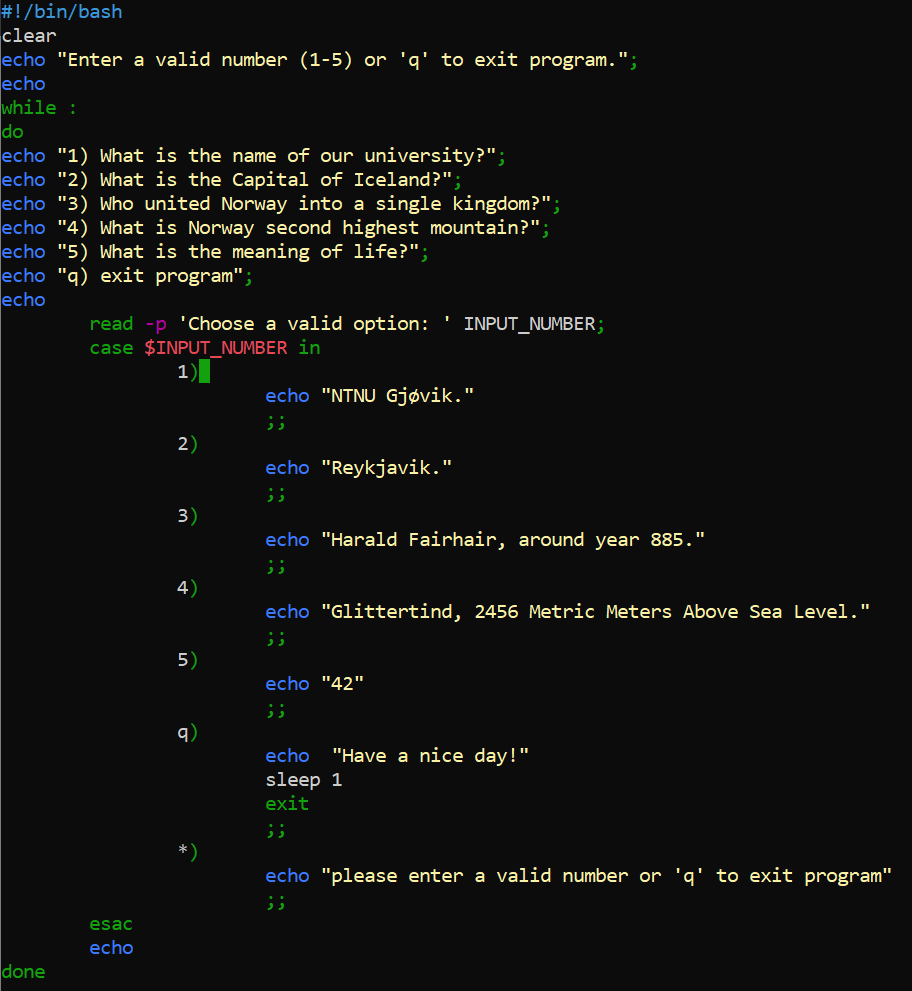 #!/bin/bash
clear
echo "Enter a valid number (1-5) or 'q' to exit program.";
echo
while :
do
echo "1) What is the name of our university?";
echo "2) What is the Capital of Iceland?";
echo "3) Who united Norway into a single kingdom?";
echo "4) What is Norway second highest mountain?";
echo "5) What is the meaning of life?";
echo "q) exit program";
echo
        read -p 'Choose a valid option: ' INPUT_NUMBER;
        case $INPUT_NUMBER in
                1)
                        echo "NTNU Gjøvik."
                        ;;
                2)
                        echo "Reykjavik."
                        ;;
                3)
                        echo "Harald Fairhair, around year 885."
                        ;;
                4)
                        echo "Glittertind, 2456 Metric Meters Above Sea Level."
                        ;;
                5)
                        echo "42"
                        ;;
                q)
                        echo  "Have a nice day!"
                        sleep 1
                        exit
                        ;;
                *)
                        echo "please enter a valid number or 'q' to exit program"
                        ;;
        esac
        echo
done